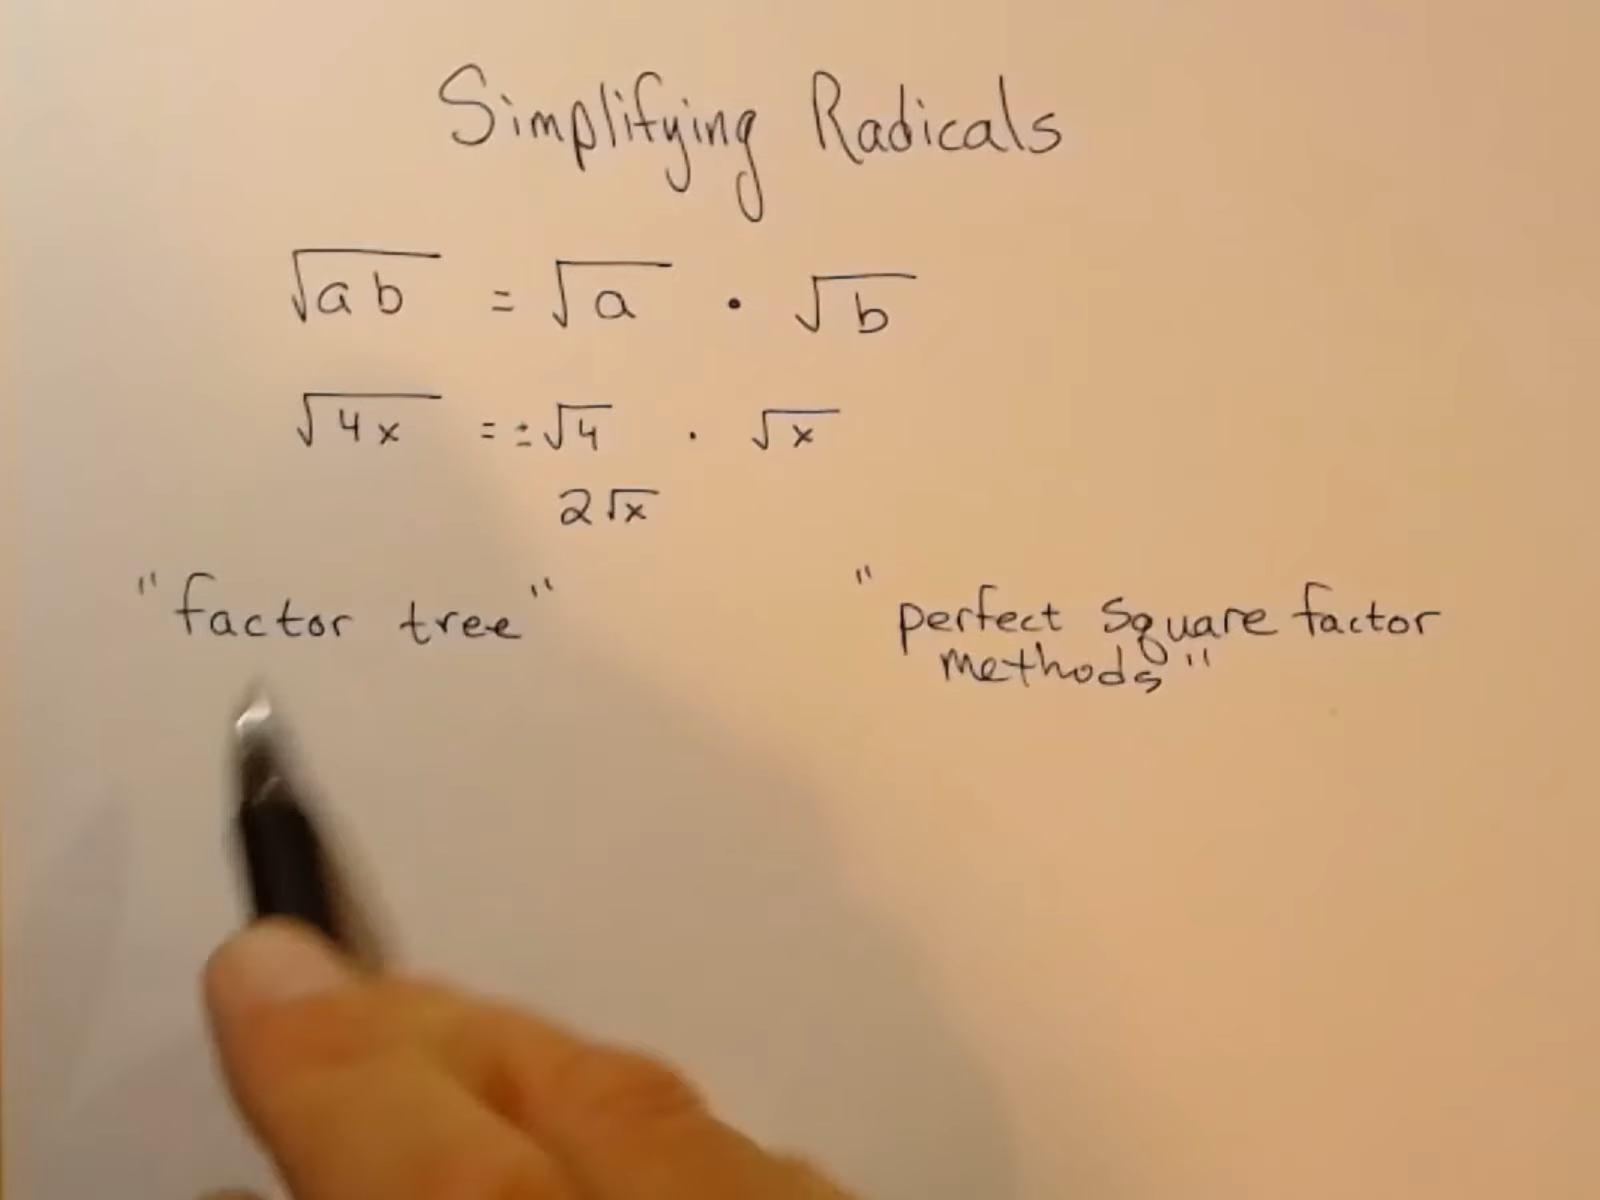 Simplifying Radicals
√ab = √a · √b
√4x = ±√4 · √x
2√x
"factor tree"
"perfect Square factor
methods"